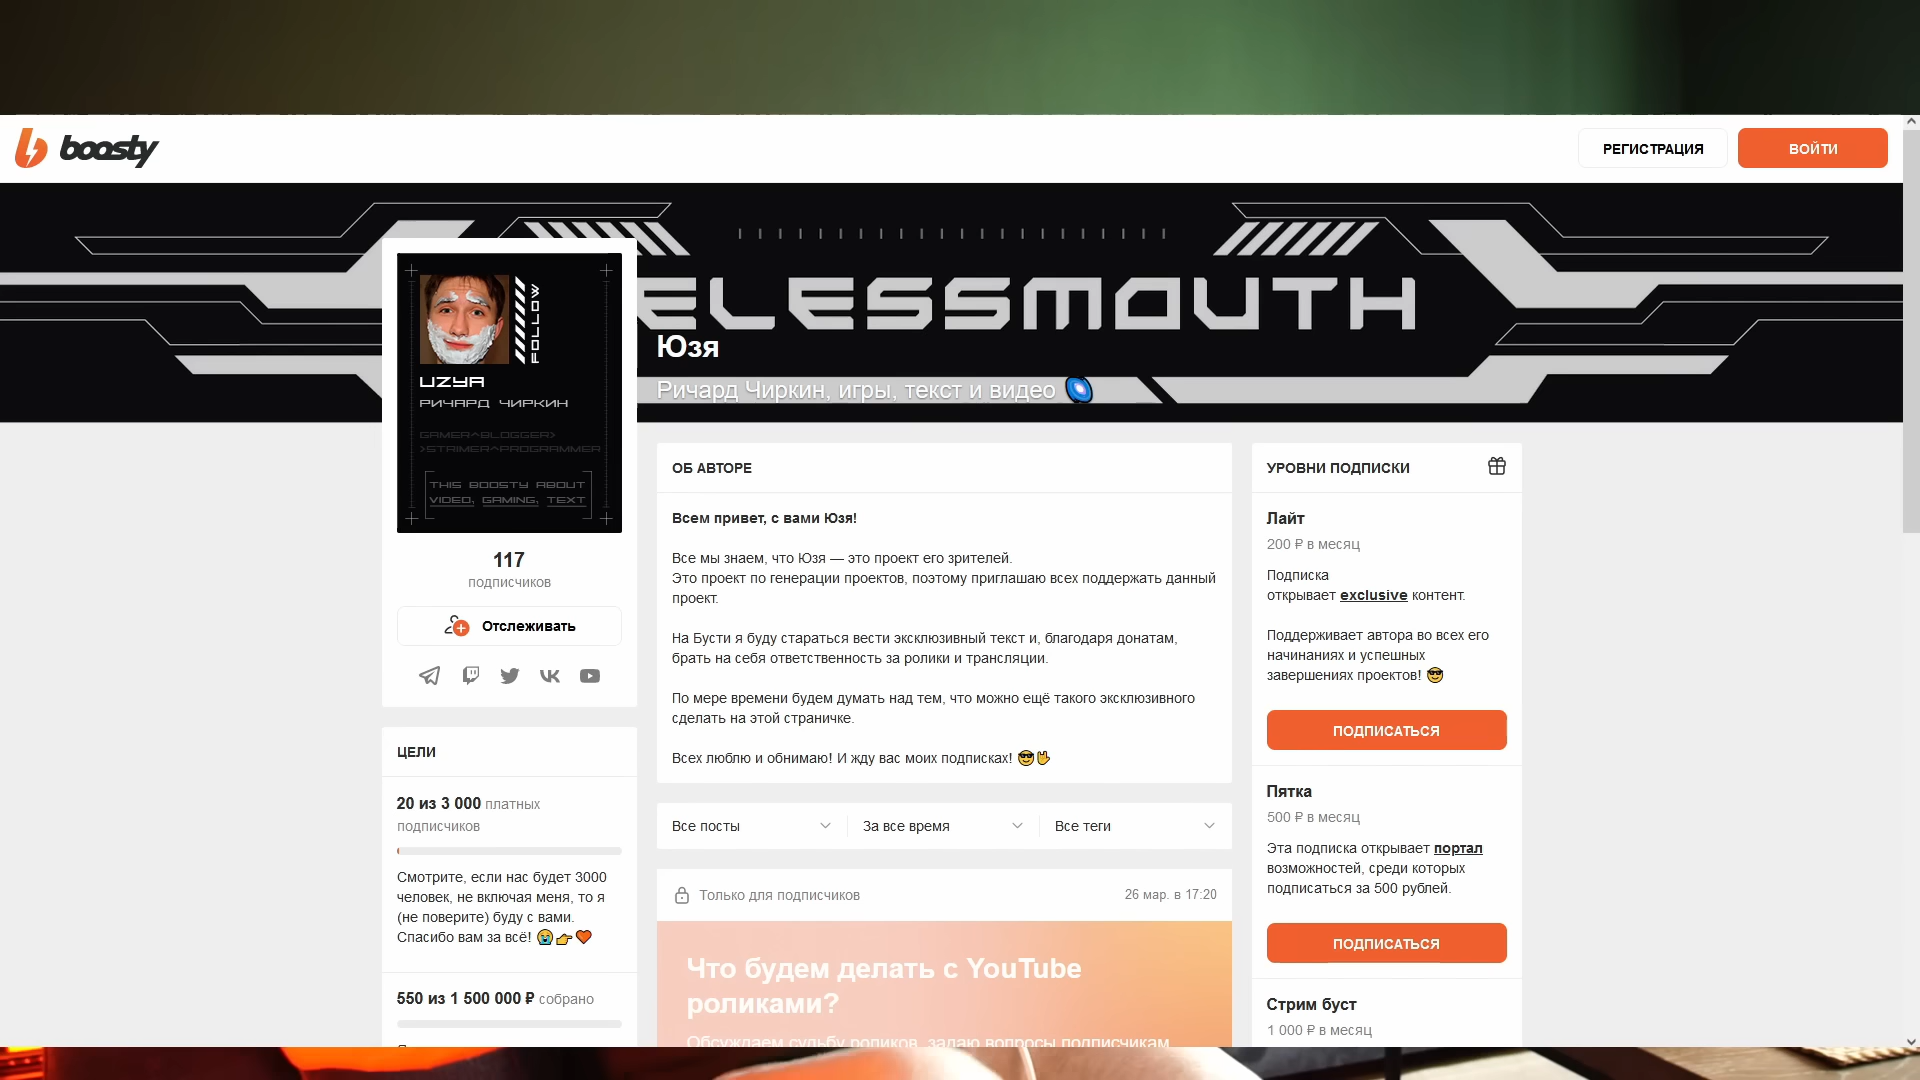 boosty
РЕГИСТРАЦИЯ
ВОЙТИ
ELESSMOUTH
Юзя
Ричард Чиркин, игры, текст и видео
FOLLOW
UZYA
РИЧАРД ЧИРКИН
GAMER^BLOGGER>
>STRIMER^PROGRAMMER
THIS BOOSTY ABOUT
VIDEO, GAMING, TEXT
117
подписчиков
Отслеживать
ЦЕЛИ
20 из 3 000 платных
подписчиков
Смотрите, если нас будет 3000
человек, не включая меня, то я
(не поверите) буду с вами.
Спасибо вам за всё! 😭👉❤️
550 из 1 500 000 ₽ собрано
ОБ АВТОРЕ
Всем привет, с вами Юзя!
Все мы знаем, что Юзя — это проект его зрителей.
Это проект по генерации проектов, поэтому приглашаю всех поддержать данный
проект.
На Бусти я буду стараться вести эксклюзивный текст и, благодаря донатам,
брать на себя ответственность за ролики и трансляции.
По мере времени будем думать над тем, что можно ещё такого эксклюзивного
сделать на этой страничке.
Всех люблю и обнимаю! И жду вас моих подписках! 😎🤟
Все посты
За все время
Все теги
Только для подписчиков
26 мар. в 17:20
Что будем делать с YouTube
роликами?
Обсуждаем судьбу роликов, задаю вопросы подписчикам
УРОВНИ ПОДПИСКИ
Лайт
200 ₽ в месяц
Подписка
открывает exclusive контент.
Поддерживает автора во всех его
начинаниях и успешных
завершениях проектов! 😎
ПОДПИСАТЬСЯ
Пятка
500 ₽ в месяц
Эта подписка открывает портал
возможностей, среди которых
подписаться за 500 рублей.
ПОДПИСАТЬСЯ
Стрим буст
1 000 ₽ в месяц